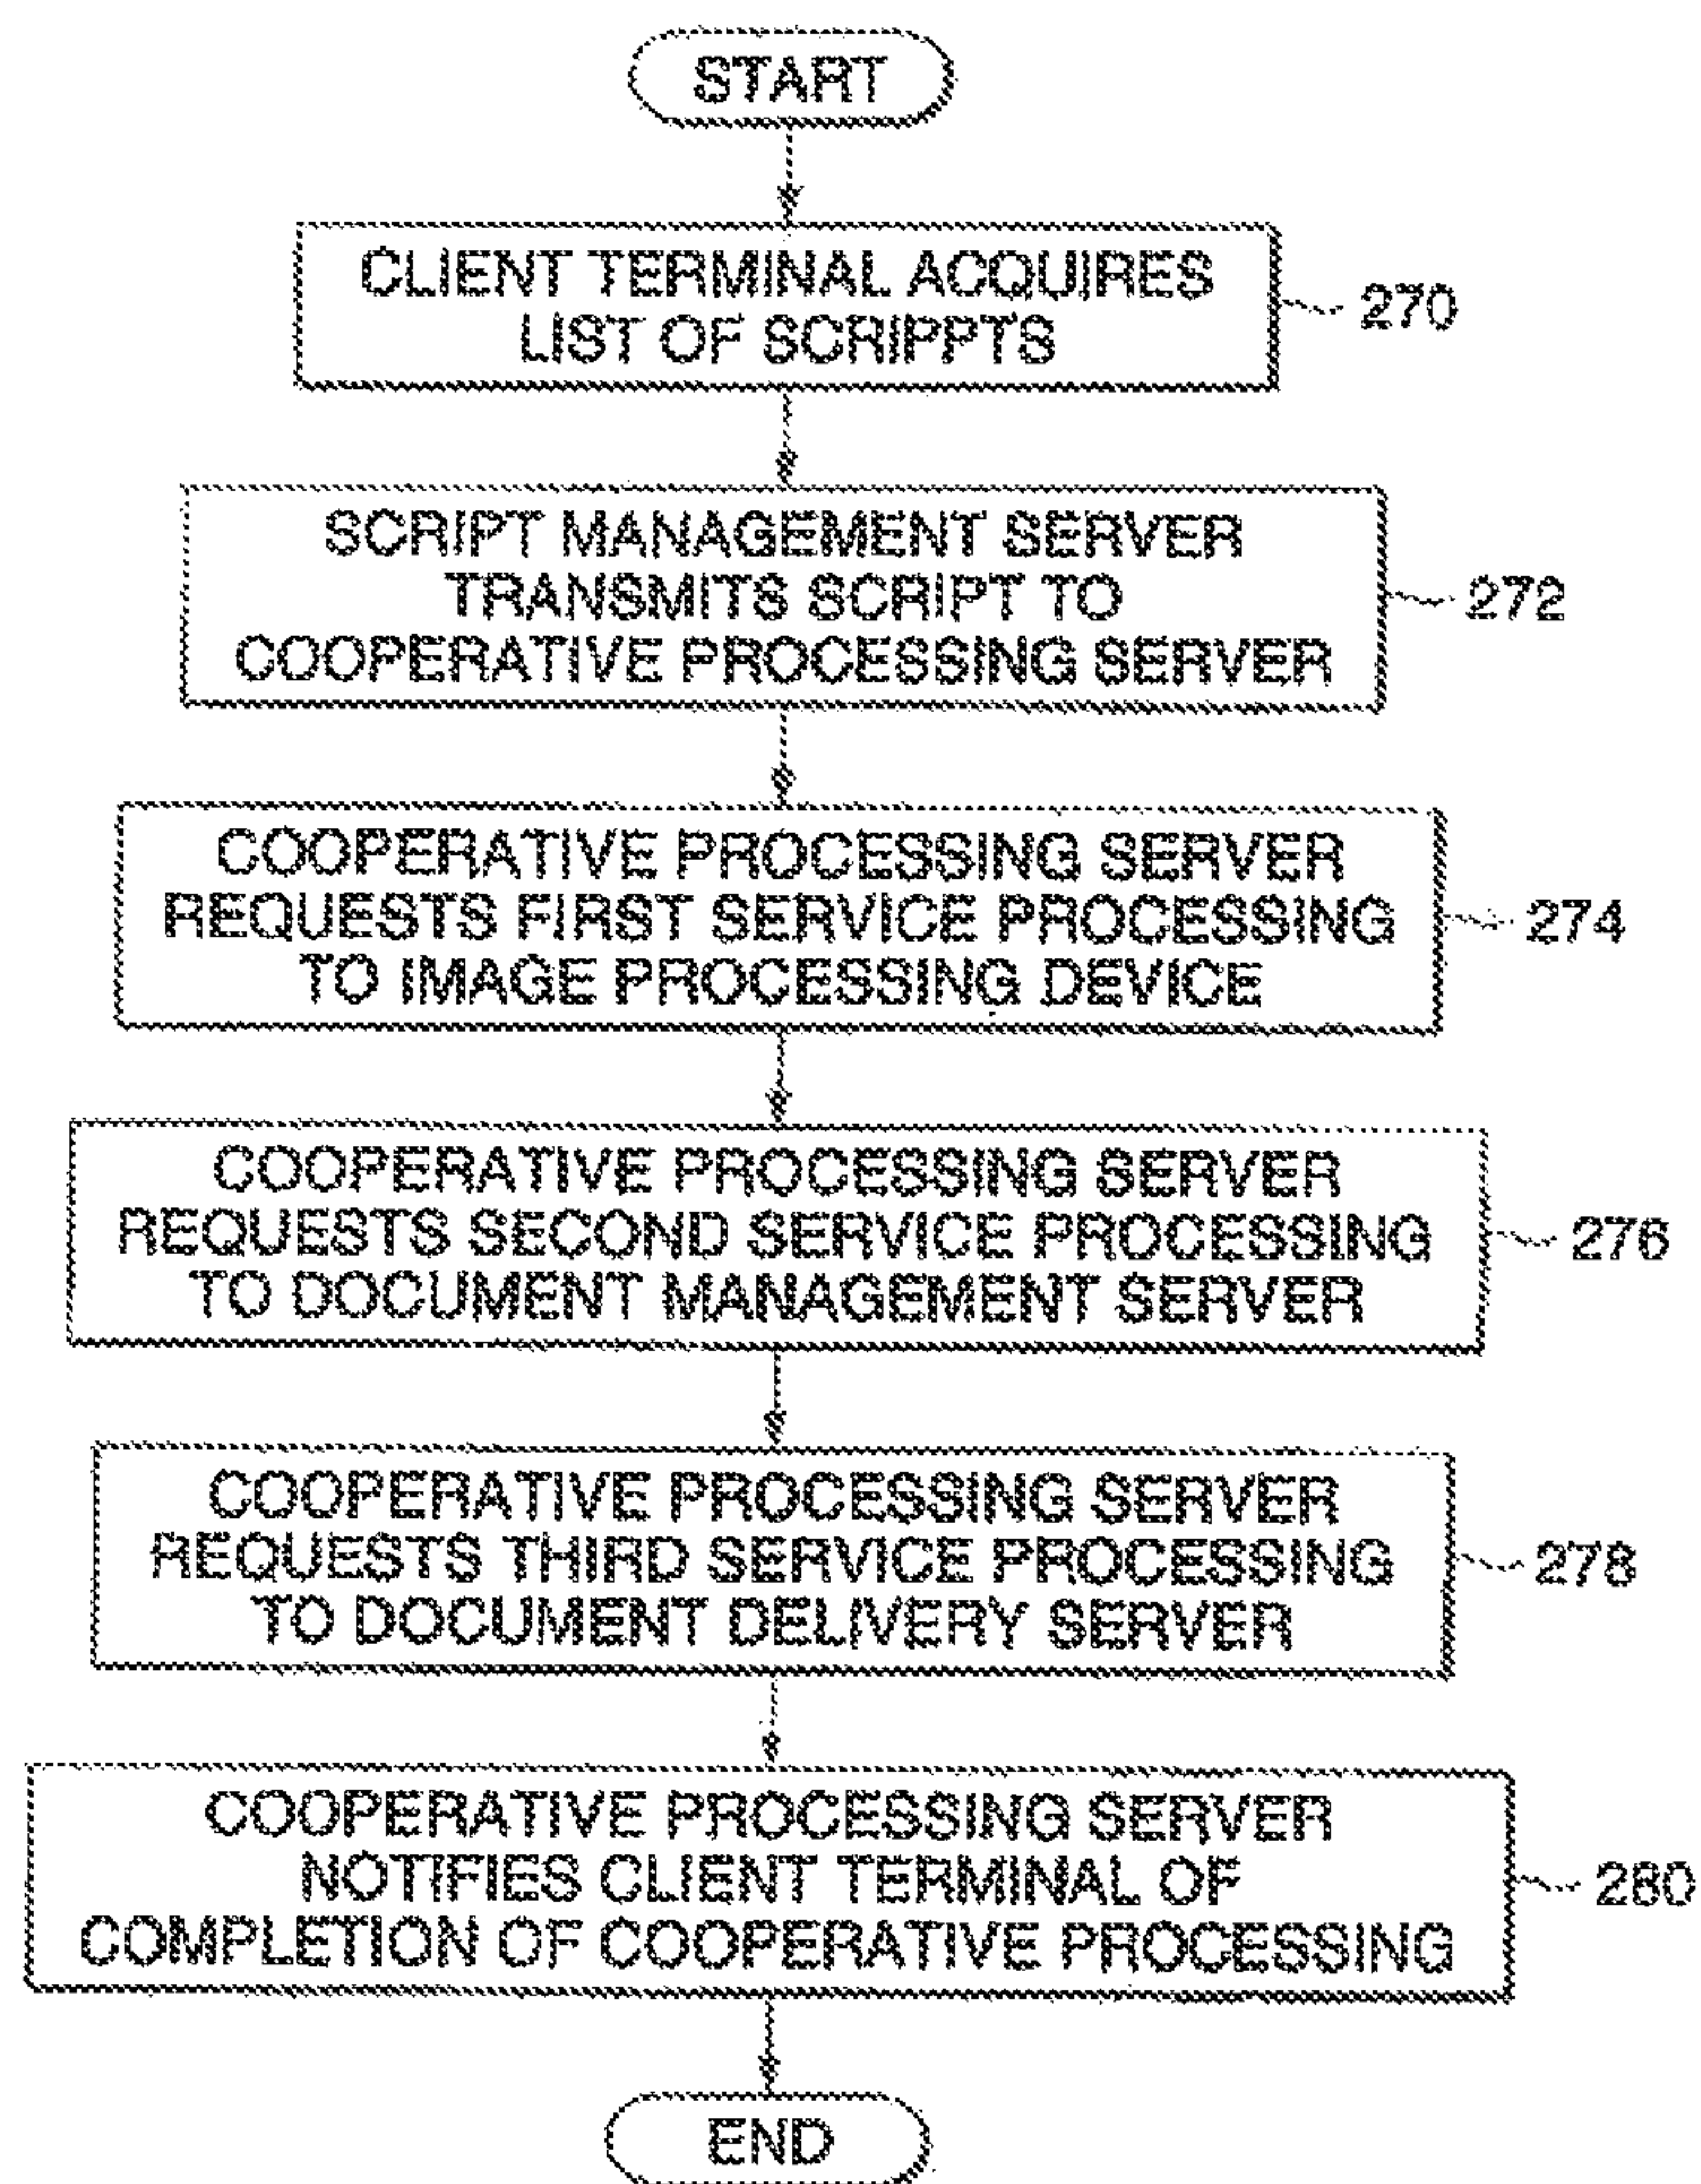 START
CLIENT TERMINAL ACQUIRES
LIST OF SCRIPPTS
270
SCRIPT MANAGEMENT SERVER
TRANSMITS SCRIPT TO
COOPERATIVE PROCESSING SERVER
272
COOPERATIVE PROCESSING SERVER
REQUESTS FIRST SERVICE PROCESSING
TO IMAGE PROCESSING DEVICE
274
COOPERATIVE PROCESSING SERVER
REQUESTS SECOND SERVICE PROCESSING
TO DOCUMENT MANAGEMENT SERVER
276
COOPERATIVE PROCESSING SERVER
REQUESTS THIRD SERVICE PROCESSING
TO DOCUMENT DELIVERY SERVER
278
COOPERATIVE PROCESSING SERVER
NOTIFIES CLIENT TERMINAL OF
COMPLETION OF COOPERATIVE PROCESSING
280
END